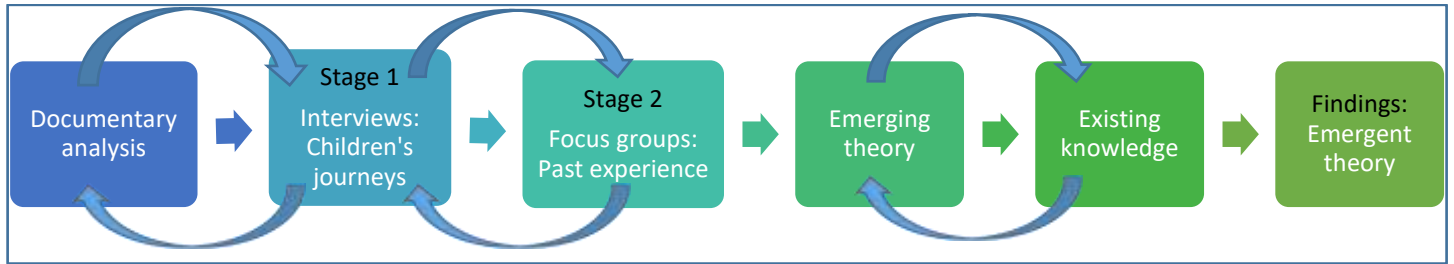 Documentary
analysis
Stage 1
Interviews:
Children's
journeys
Stage 2
Focus groups:
Past experience
Emerging
theory
Existing
knowledge
Findings:
Emergent
theory